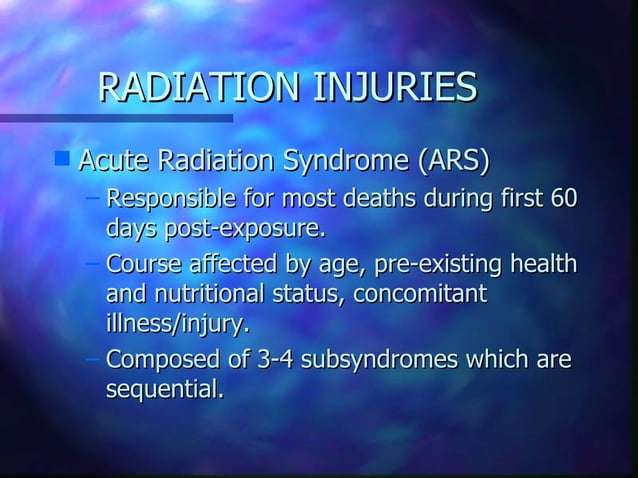 RADIATION INJURIES
Acute Radiation Syndrome (ARS)
– Responsible for most deaths during first 60
days post-exposure.
– Course affected by age, pre-existing health
and nutritional status, concomitant
illness/injury.
– Composed of 3-4 subsyndromes which are
sequential.